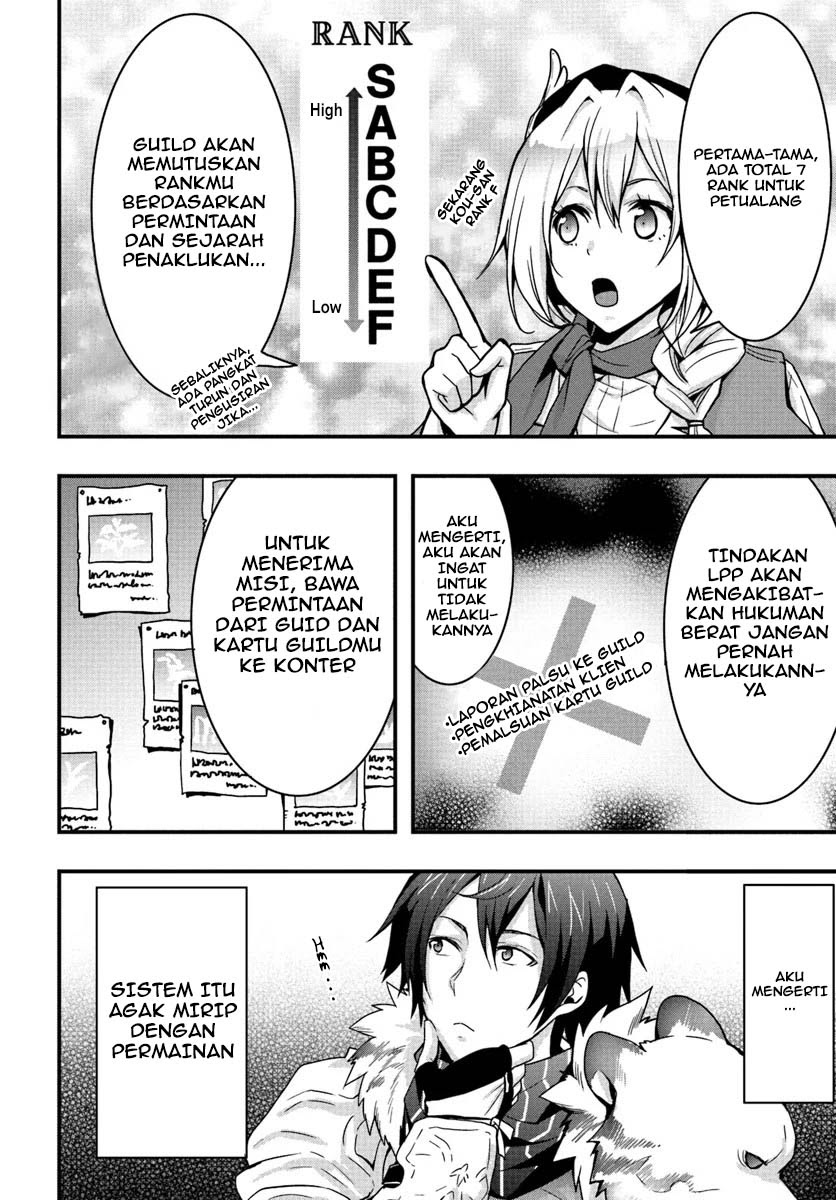 PERTAMA-TAMA,
ADA TOTAL 7
RANK UNTUK
PETUALANG
SEKARANG
KOU-SAN
RANK F
RANK
High
S
A
B
C
D
E
F
Low
GUILD AKAN
MEMUTUSKAN
RANKMU
BERDASARKAN
PERMINTAAN
DAN SEJARAH
PENAKLUKAN...
SEBALIKNYA,
ADA PANGKAT
TURUN DAN
PENGUSIRAN
JIKA...
TINDAKAN
LPP AKAN
MENGAKIBAT-
KAN HUKUMAN
BERAT JANGAN
PERNAH
MELAKUKANN-
YA
•LAPORAN PALSU KE GUILD
•PENGKHIANATAN KLIEN
•PEMALSUAN KARTU GUILD
AKU
MENGERTI,
AKU AKAN
INGAT
UNTUK
TIDAK
MELAKU-
KANNYA
UNTUK
MENERIMA
MISI, BAWA
PERMINTAAN
DARI GUID DAN
KARTU GUILDMU
KE KONTER
AKU
MENGERTI
...
HEE...
SISTEM ITU
AGAK MIRIP
DENGAN
PERMAINAN